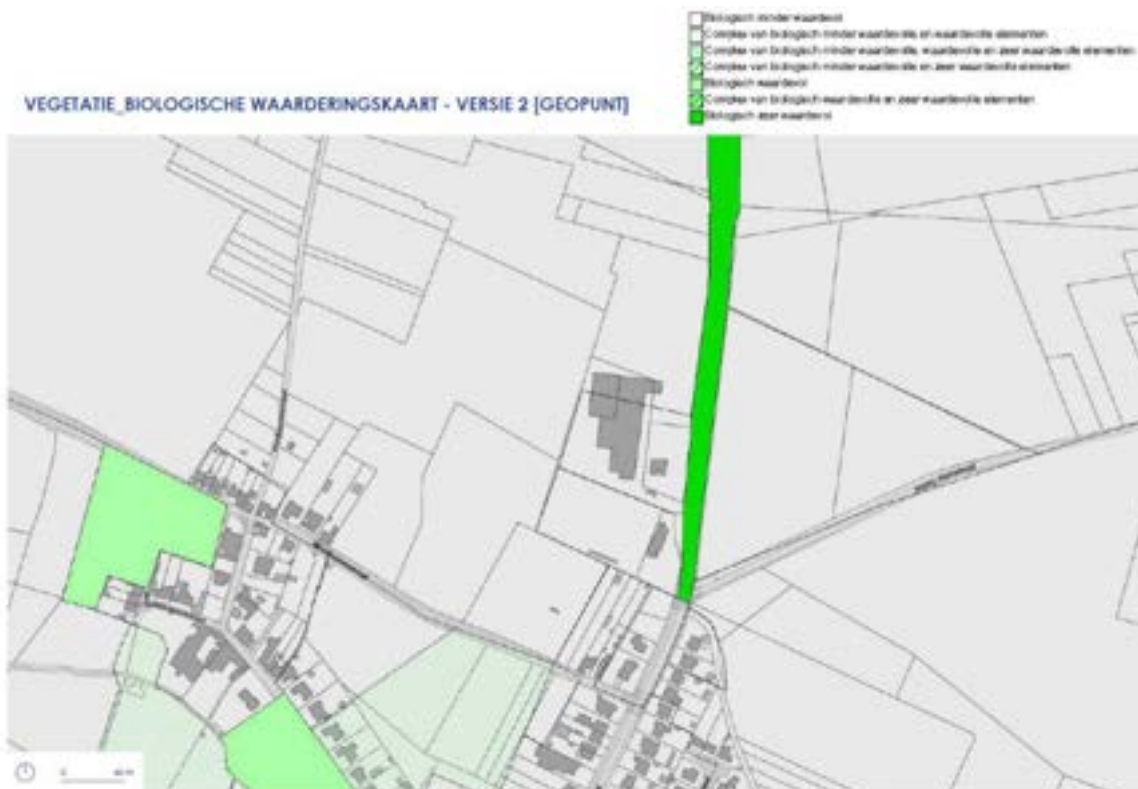 Biologisch minder waardevol
Complex van biologisch minder waardevolle en waardevolle elementen
Complex van biologisch minder waardevolle, waardevolle en zeer waardevolle elementen
Complex van biologisch minder waardevolle en zeer waardevolle elementen
Biologisch waardevol
Complex van biologisch waardevolle en zeer waardevolle elementen
Biologisch zeer waardevol
VEGETATIE_BIOLOGISCHE WAARDERINGSKAART - VERSIE 2 [GEOPUNT]
0